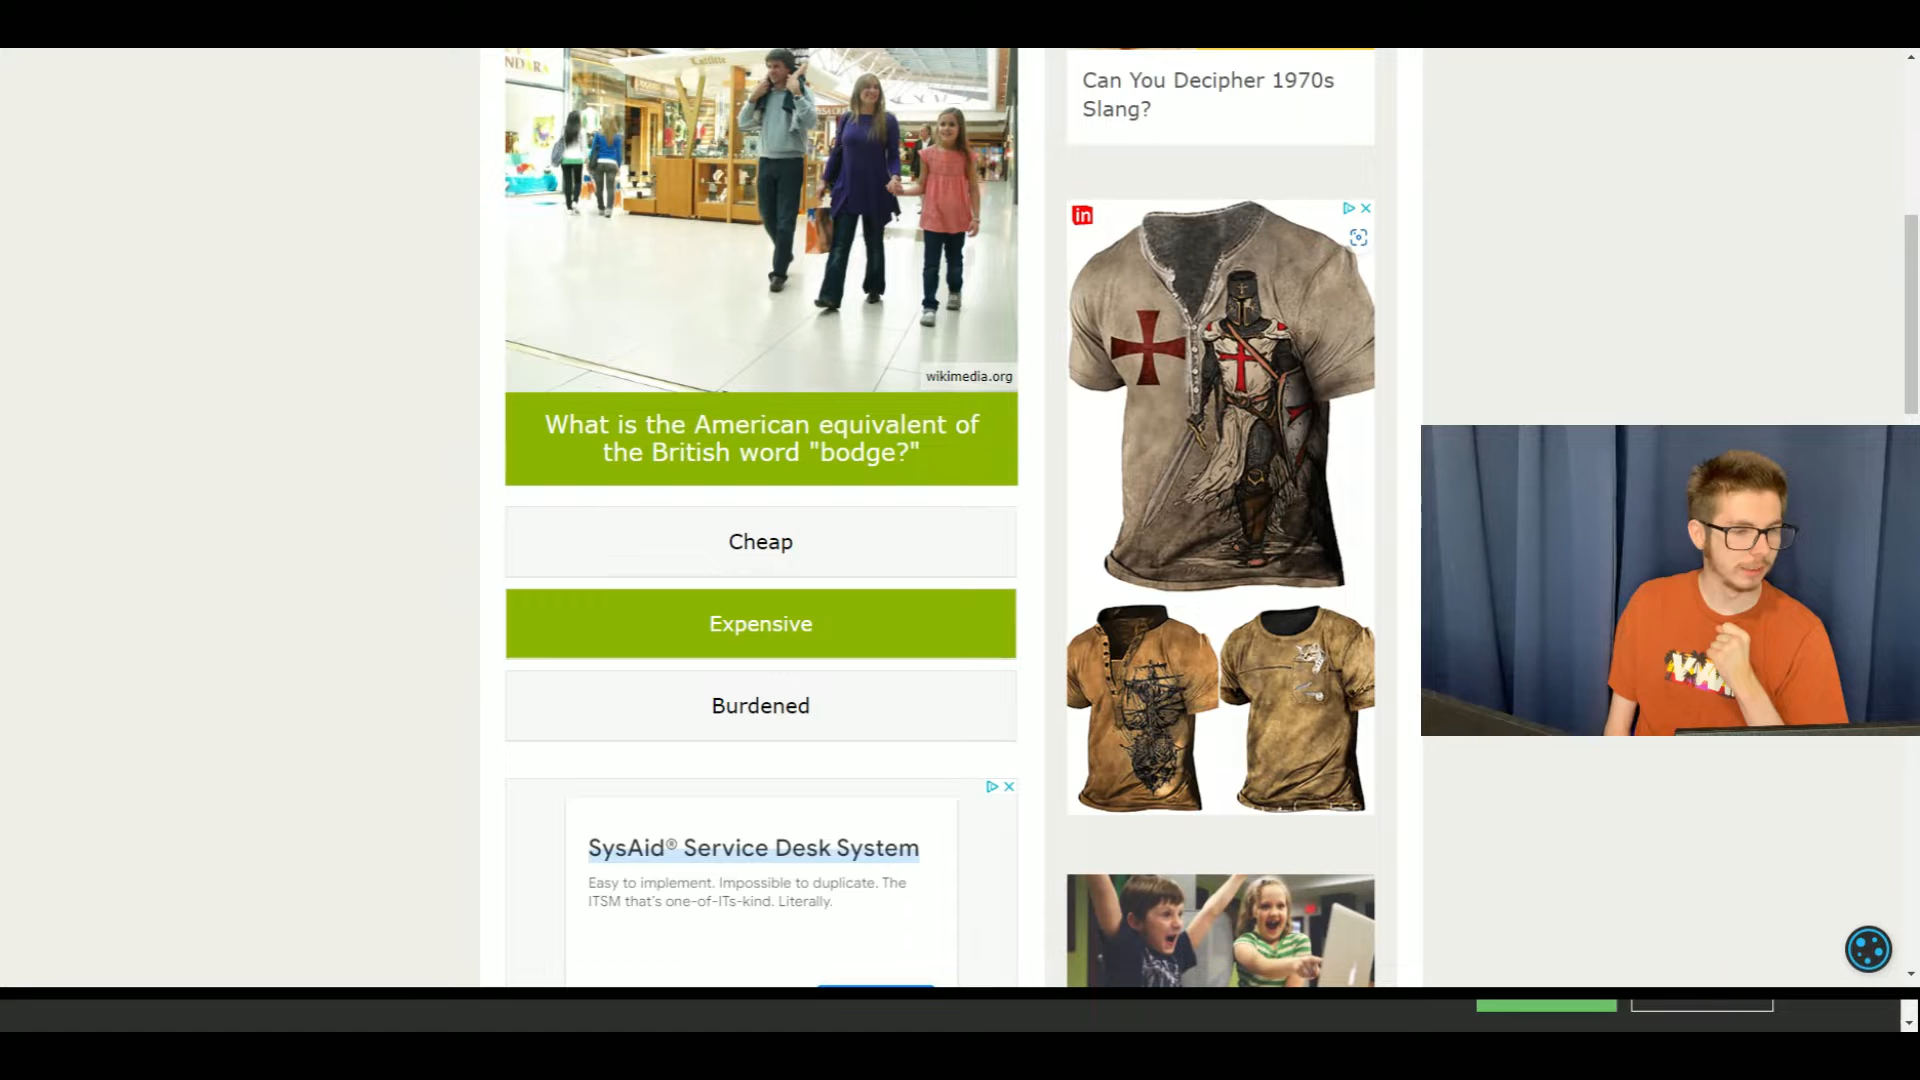 NDARA
Can You Decipher 1970s
Slang?
in
wikimedia.org
What is the American equivalent of
the British word "bodge?"
Cheap
Expensive
Burdened
SysAid® Service Desk System
Easy to implement. Impossible to duplicate. The
ITSM that's one-of-ITs-kind. Literally.